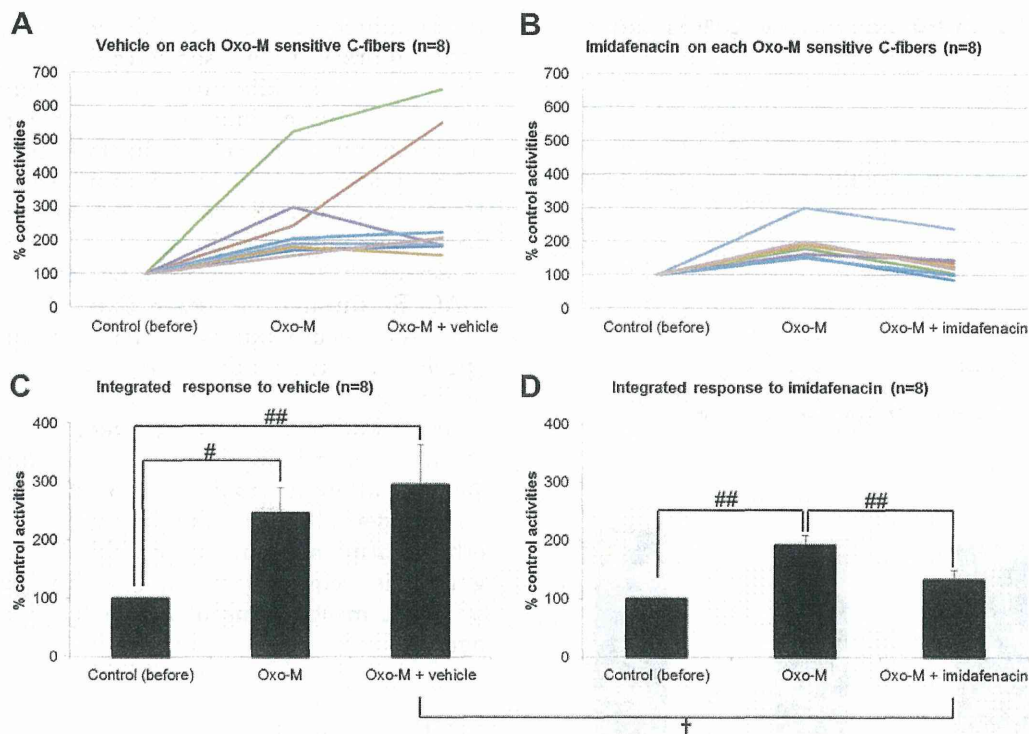 A
Vehicle on each Oxo-M sensitive C-fibers (n=8)
% control activities
700
600
500
400
300
200
100
0
Control (before)
Oxo-M
Oxo-M + vehicle
B
Imidafenacin on each Oxo-M sensitive C-fibers (n=8)
% control activities
700
600
500
400
300
200
100
0
Control (before)
Oxo-M
Oxo-M + imidafenacin
C
Integrated response to vehicle (n=8)
% control activities
400
300
200
100
0
##
#
Control (before)
Oxo-M
Oxo-M + vehicle
D
Integrated response to imidafenacin (n=8)
% control activities
400
300
200
100
0
##
##
Control (before)
Oxo-M
Oxo-M + imidafenacin
†